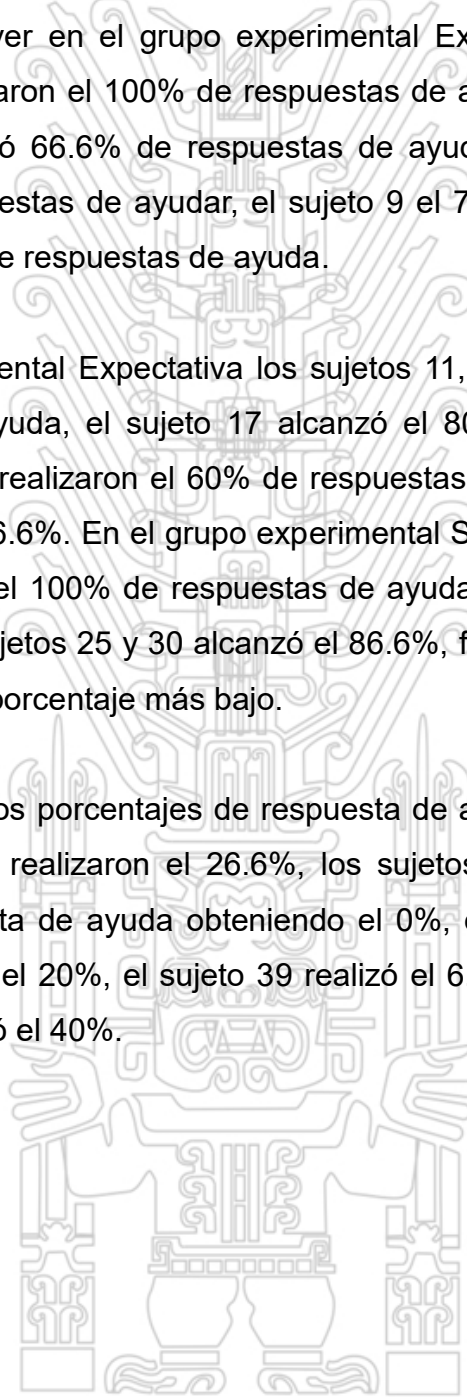 ver en el grupo experimental Ex
aron el 100% de respuestas de a
ó 66.6% de respuestas de ayud
estas de ayudar, el sujeto 9 el 7
e respuestas de ayuda.
ental Expectativa los sujetos 11,
yuda, el sujeto 17 alcanzó el 80
realizaron el 60% de respuestas
6.6%. En el grupo experimental S
el 100% de respuestas de ayuda
jetos 25 y 30 alcanzó el 86.6%, f
porcentaje más bajo.
os porcentajes de respuesta de a
realizaron el 26.6%, los sujetos
ta de ayuda obteniendo el 0%, e
el 20%, el sujeto 39 realizó el 6
ó el 40%.